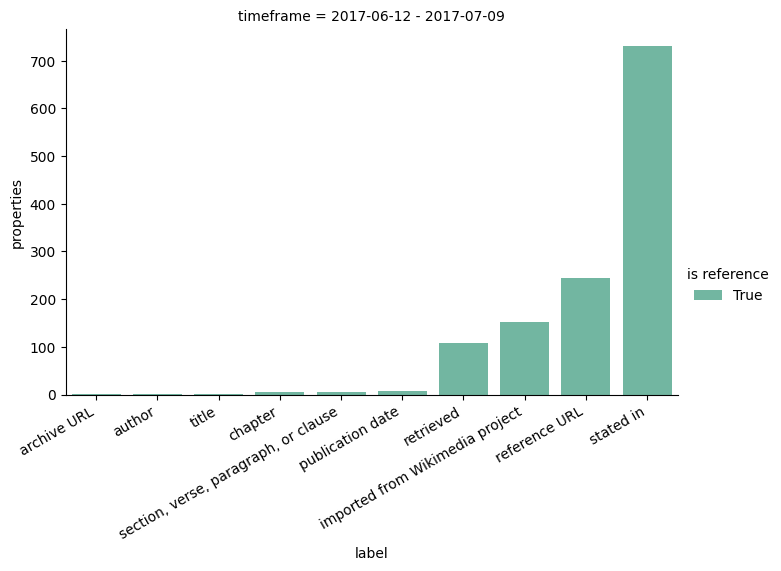 timeframe = 2017-06-12 - 2017-07-09
700
600
500
400
300
200
100
0
properties
archive URL
author
title
chapter
section, verse, paragraph, or clause
publication date
retrieved
imported from Wikimedia project
reference URL
stated in
label
is reference
True